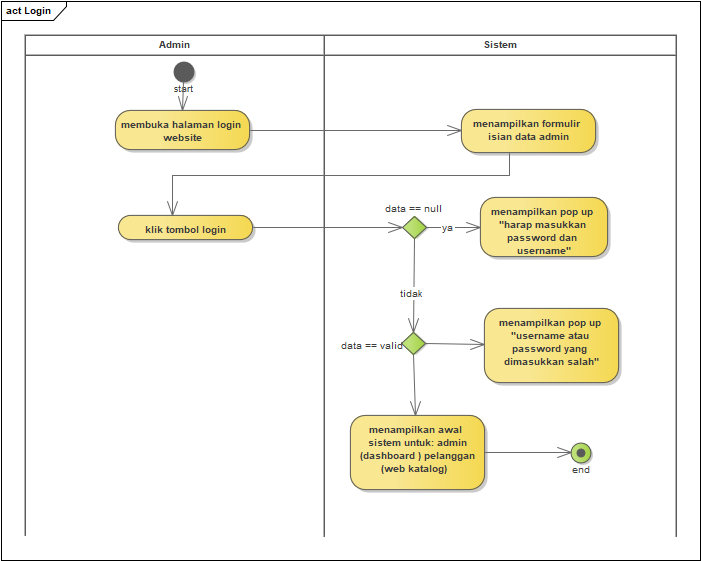 act Login
Admin
Sistem
start
membuka halaman login
website
menampilkan formulir
isian data admin
klik tombol login
data == null
ya
menampilkan pop up
"harap masukkan
password dan
username"
tidak
data == valid
menampilkan pop up
"username atau
password yang
dimasukkan salah"
menampilkan awal
sistem untuk: admin
(dashboard ) pelanggan
(web katalog)
end